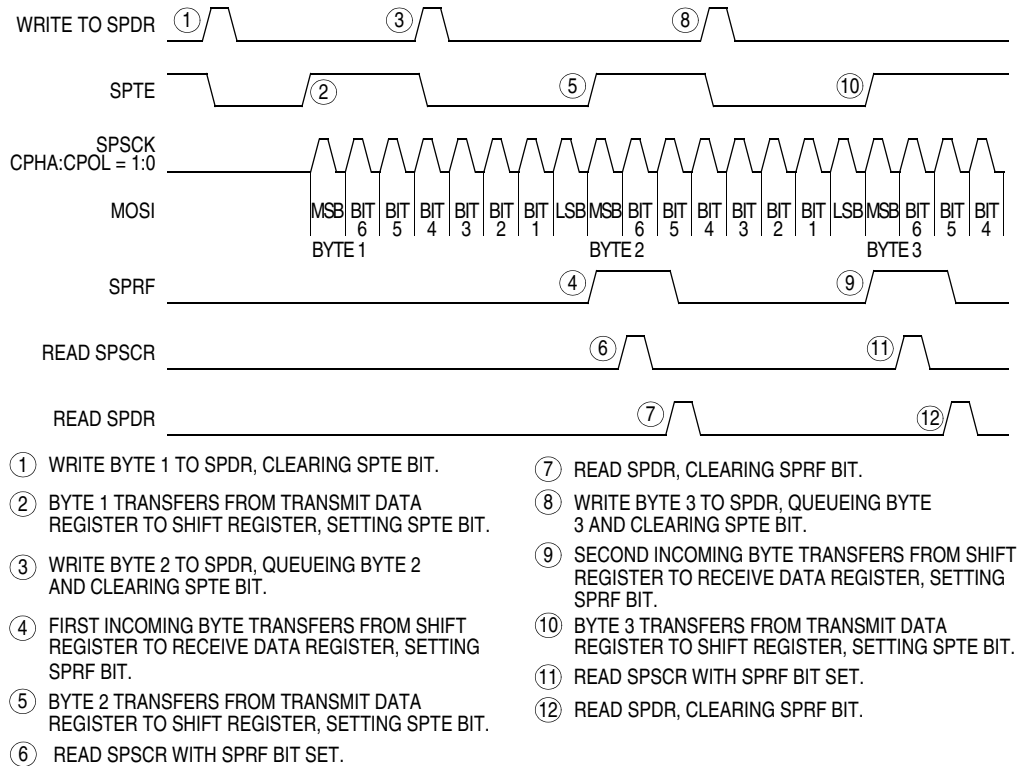 WRITE TO SPDR 1 3 8
SPTE 2 5 10
SPSCK
CPHA:CPOL = 1:0
MOSI MSB BIT 6 BIT 5 BIT 4 BIT 3 BIT 2 BIT 1 LSB MSB BIT 6 BIT 5 BIT 4 BIT 3 BIT 2 BIT 1 LSB MSB BIT 6 BIT 5 BIT 4
BYTE 1 BYTE 2 BYTE 3
SPRF 4 9
READ SPSCR 6 11
READ SPDR 7 12
1 WRITE BYTE 1 TO SPDR, CLEARING SPTE BIT.
2 BYTE 1 TRANSFERS FROM TRANSMIT DATA
REGISTER TO SHIFT REGISTER, SETTING SPTE BIT.
3 WRITE BYTE 2 TO SPDR, QUEUEING BYTE 2
AND CLEARING SPTE BIT.
4 FIRST INCOMING BYTE TRANSFERS FROM SHIFT
REGISTER TO RECEIVE DATA REGISTER, SETTING
SPRF BIT.
5 BYTE 2 TRANSFERS FROM TRANSMIT DATA
REGISTER TO SHIFT REGISTER, SETTING SPTE BIT.
6 READ SPSCR WITH SPRF BIT SET.
7 READ SPDR, CLEARING SPRF BIT.
8 WRITE BYTE 3 TO SPDR, QUEUEING BYTE
3 AND CLEARING SPTE BIT.
9 SECOND INCOMING BYTE TRANSFERS FROM SHIFT
REGISTER TO RECEIVE DATA REGISTER, SETTING
SPRF BIT.
10 BYTE 3 TRANSFERS FROM TRANSMIT DATA
REGISTER TO SHIFT REGISTER, SETTING SPTE BIT.
11 READ SPSCR WITH SPRF BIT SET.
12 READ SPDR, CLEARING SPRF BIT.